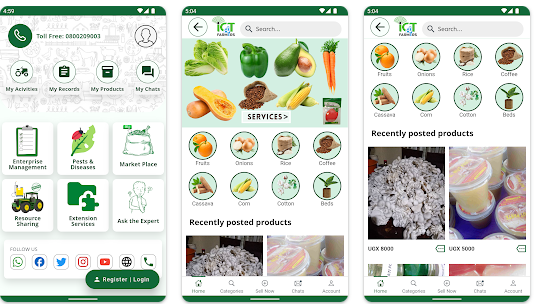 4:59
Toll Free: 0800209003
My Acivities
My Records
My Products
My Chats
Enterprise
Management
Pests &
Diseases
Market Place
Resource
Sharing
Extension
Services
Ask the Expert
FOLLOW US
Register | Login
5:04
Search...
iC4T
FARMERS
SERVICES>
Fruits
Onions
Rice
Coffee
Cassava
Corn
Cotton
Beds
Recently posted products
Home
Categories
Sell Now
Chats
Account
5:04
iC4T
FARMERS
Search...
Fruits
Onions
Rice
Coffee
Cassava
Corn
Cotton
Beds
Recently posted products
UGX 8000
UGX 5000
Home
Categories
Sell Now
Chats
Account